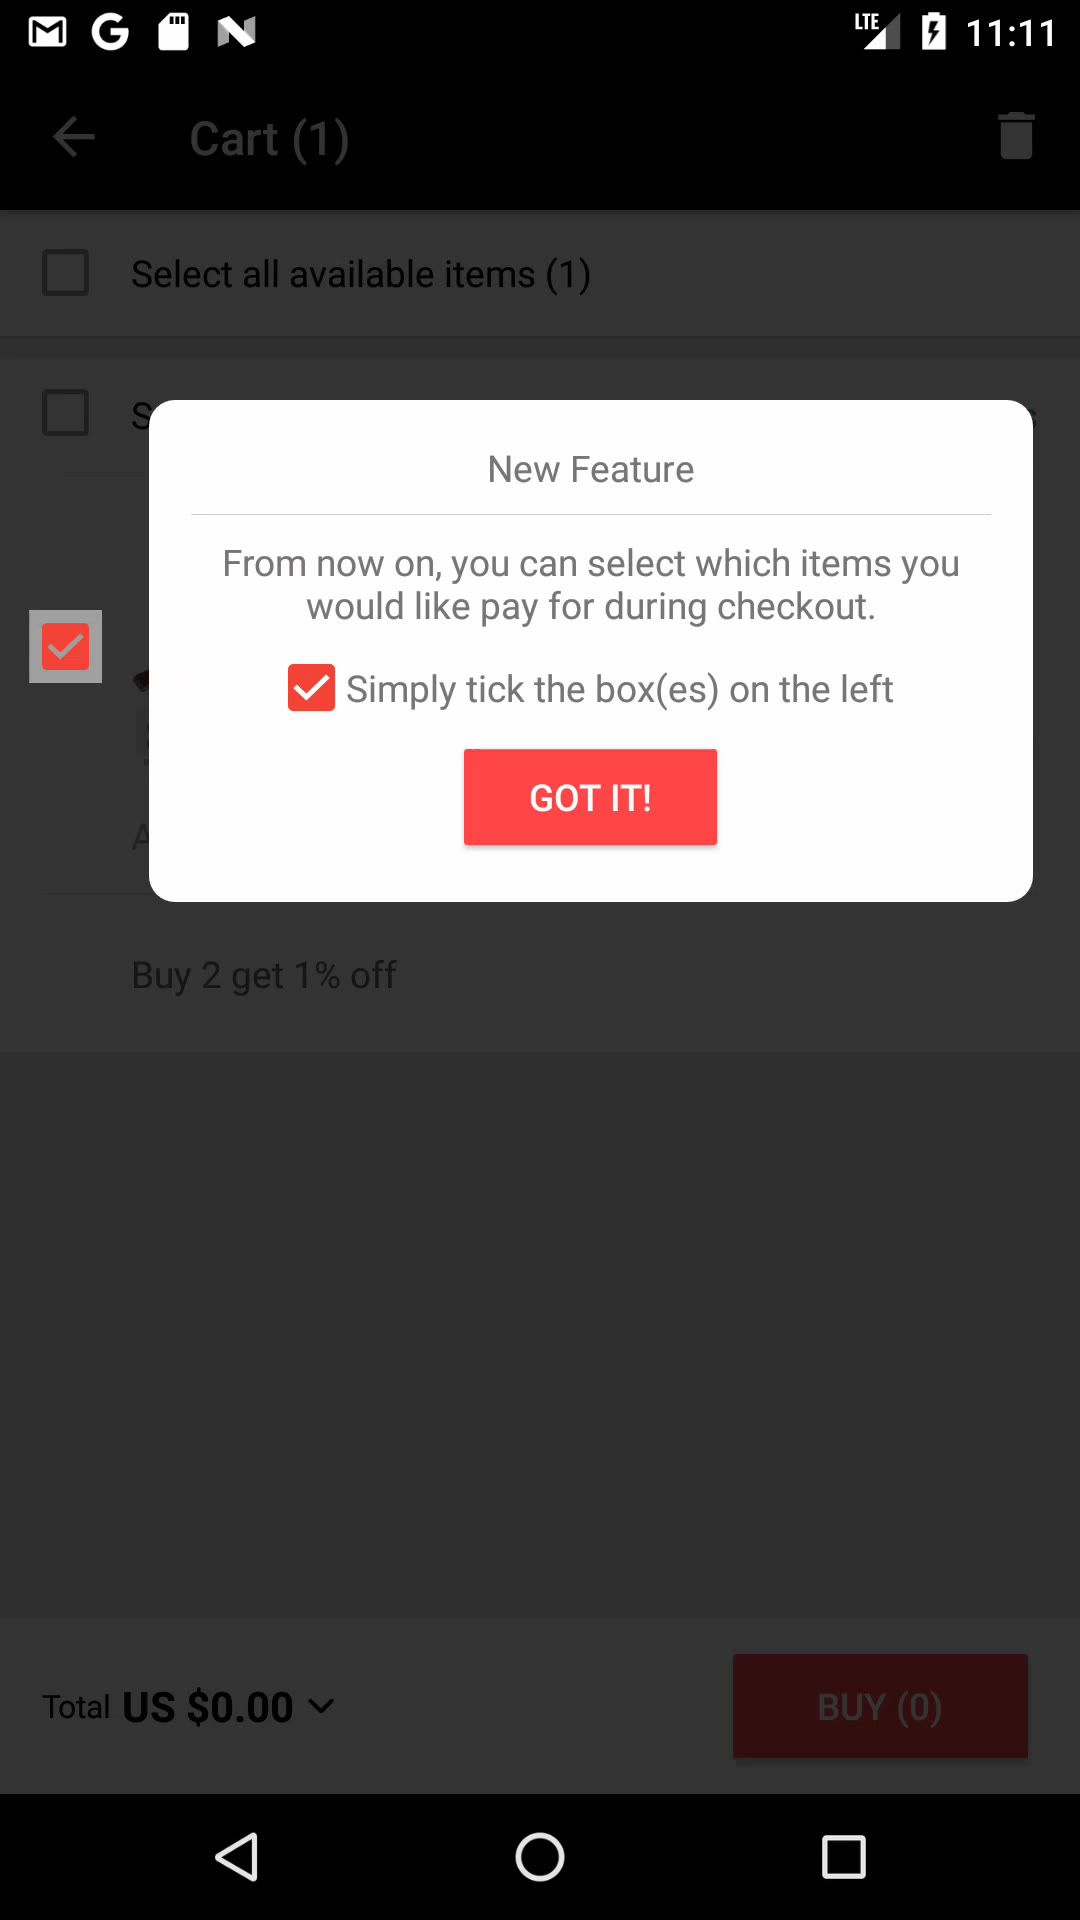 LTE 11:11
Cart (1)
Select all available items (1)
New Feature
From now on, you can select which items you
would like pay for during checkout.
Simply tick the box(es) on the left
GOT IT!
Buy 2 get 1% off
Total US $0.00
BUY (0)